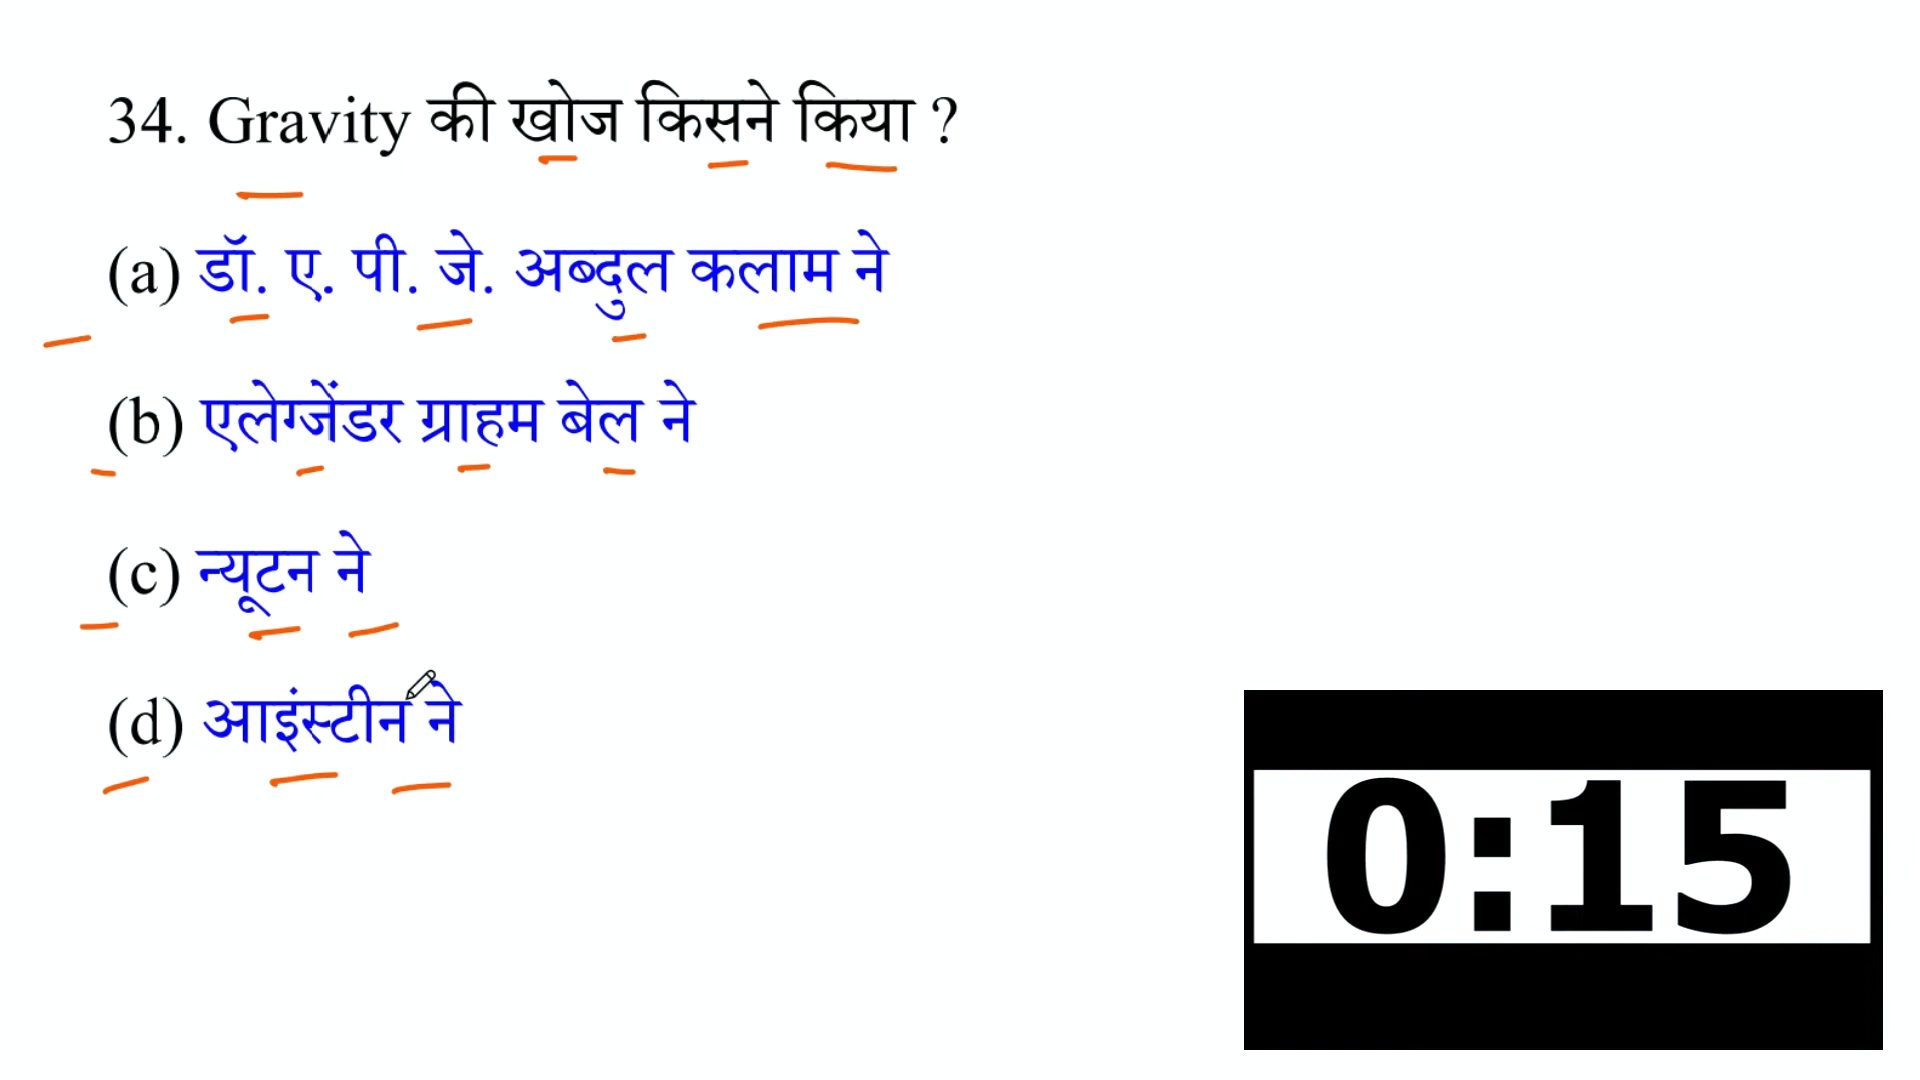 34. Gravity की खोज किसने किया ?
(a) डॉ. ए. पी. जे. अब्दुल कलाम ने
(b) एलेग्जेंडर ग्राहम बेल ने
(c) न्यूटन ने
(d) आइंस्टीन ने
0:15